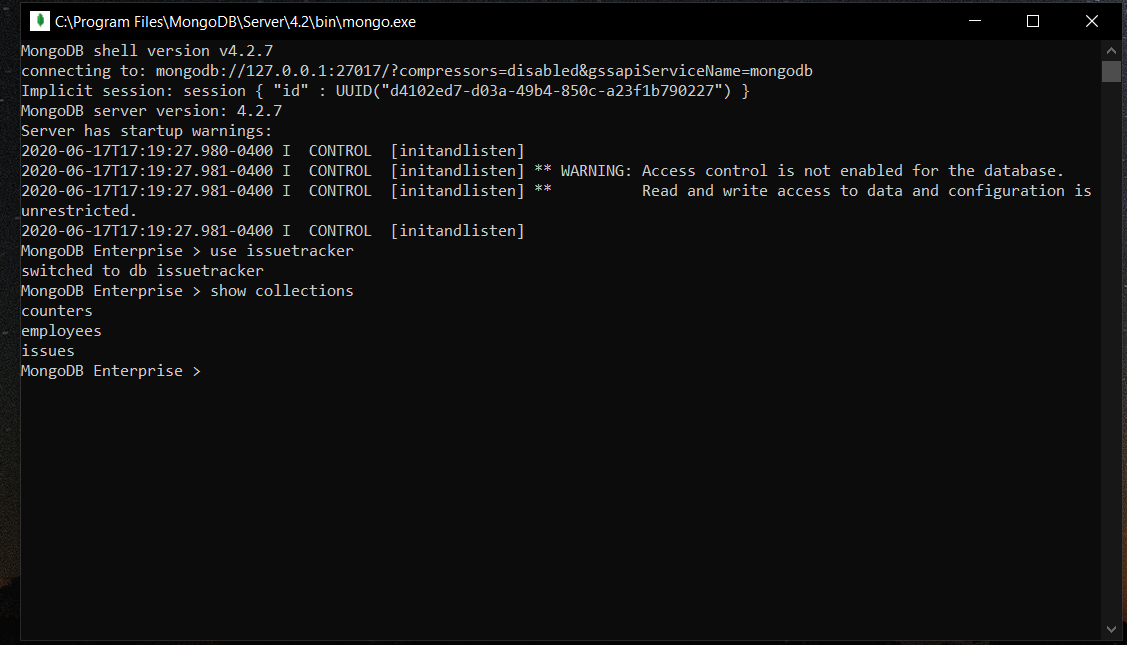 C:\Program Files\MongoDB\Server\4.2\bin\mongo.exe
MongoDB shell version v4.2.7
connecting to: mongodb://127.0.0.1:27017/?compressors=disabled&gssapiServiceName=mongodb
Implicit session: session { "id" : UUID("d4102ed7-d03a-49b4-850c-a23f1b790227") }
MongoDB server version: 4.2.7
Server has startup warnings:
2020-06-17T17:19:27.980-0400 I  CONTROL  [initandlisten]
2020-06-17T17:19:27.981-0400 I  CONTROL  [initandlisten] ** WARNING: Access control is not enabled for the database.
2020-06-17T17:19:27.981-0400 I  CONTROL  [initandlisten] **          Read and write access to data and configuration is
unrestricted.
2020-06-17T17:19:27.981-0400 I  CONTROL  [initandlisten]
MongoDB Enterprise > use issuetracker
switched to db issuetracker
MongoDB Enterprise > show collections
counters
employees
issues
MongoDB Enterprise >